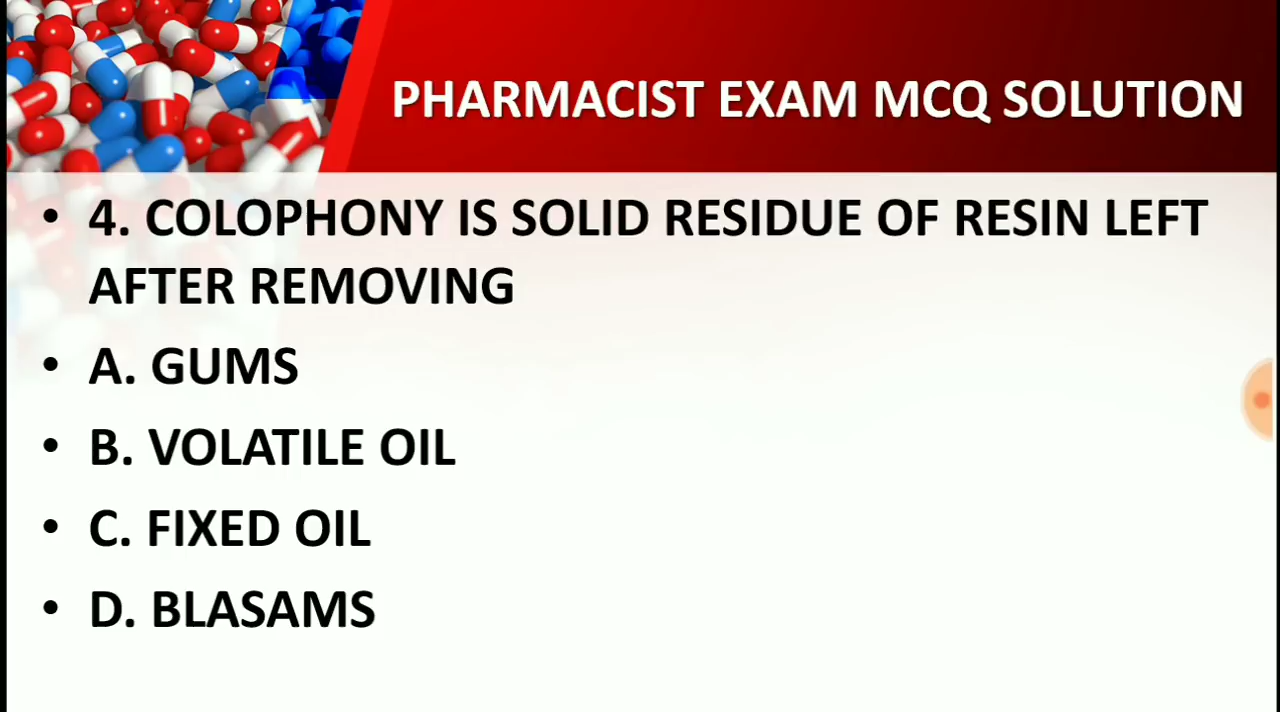 PHARMACIST EXAM MCQ SOLUTION
• 4. COLOPHONY IS SOLID RESIDUE OF RESIN LEFT
AFTER REMOVING
• A. GUMS
• B. VOLATILE OIL
• C. FIXED OIL
• D. BLASAMS